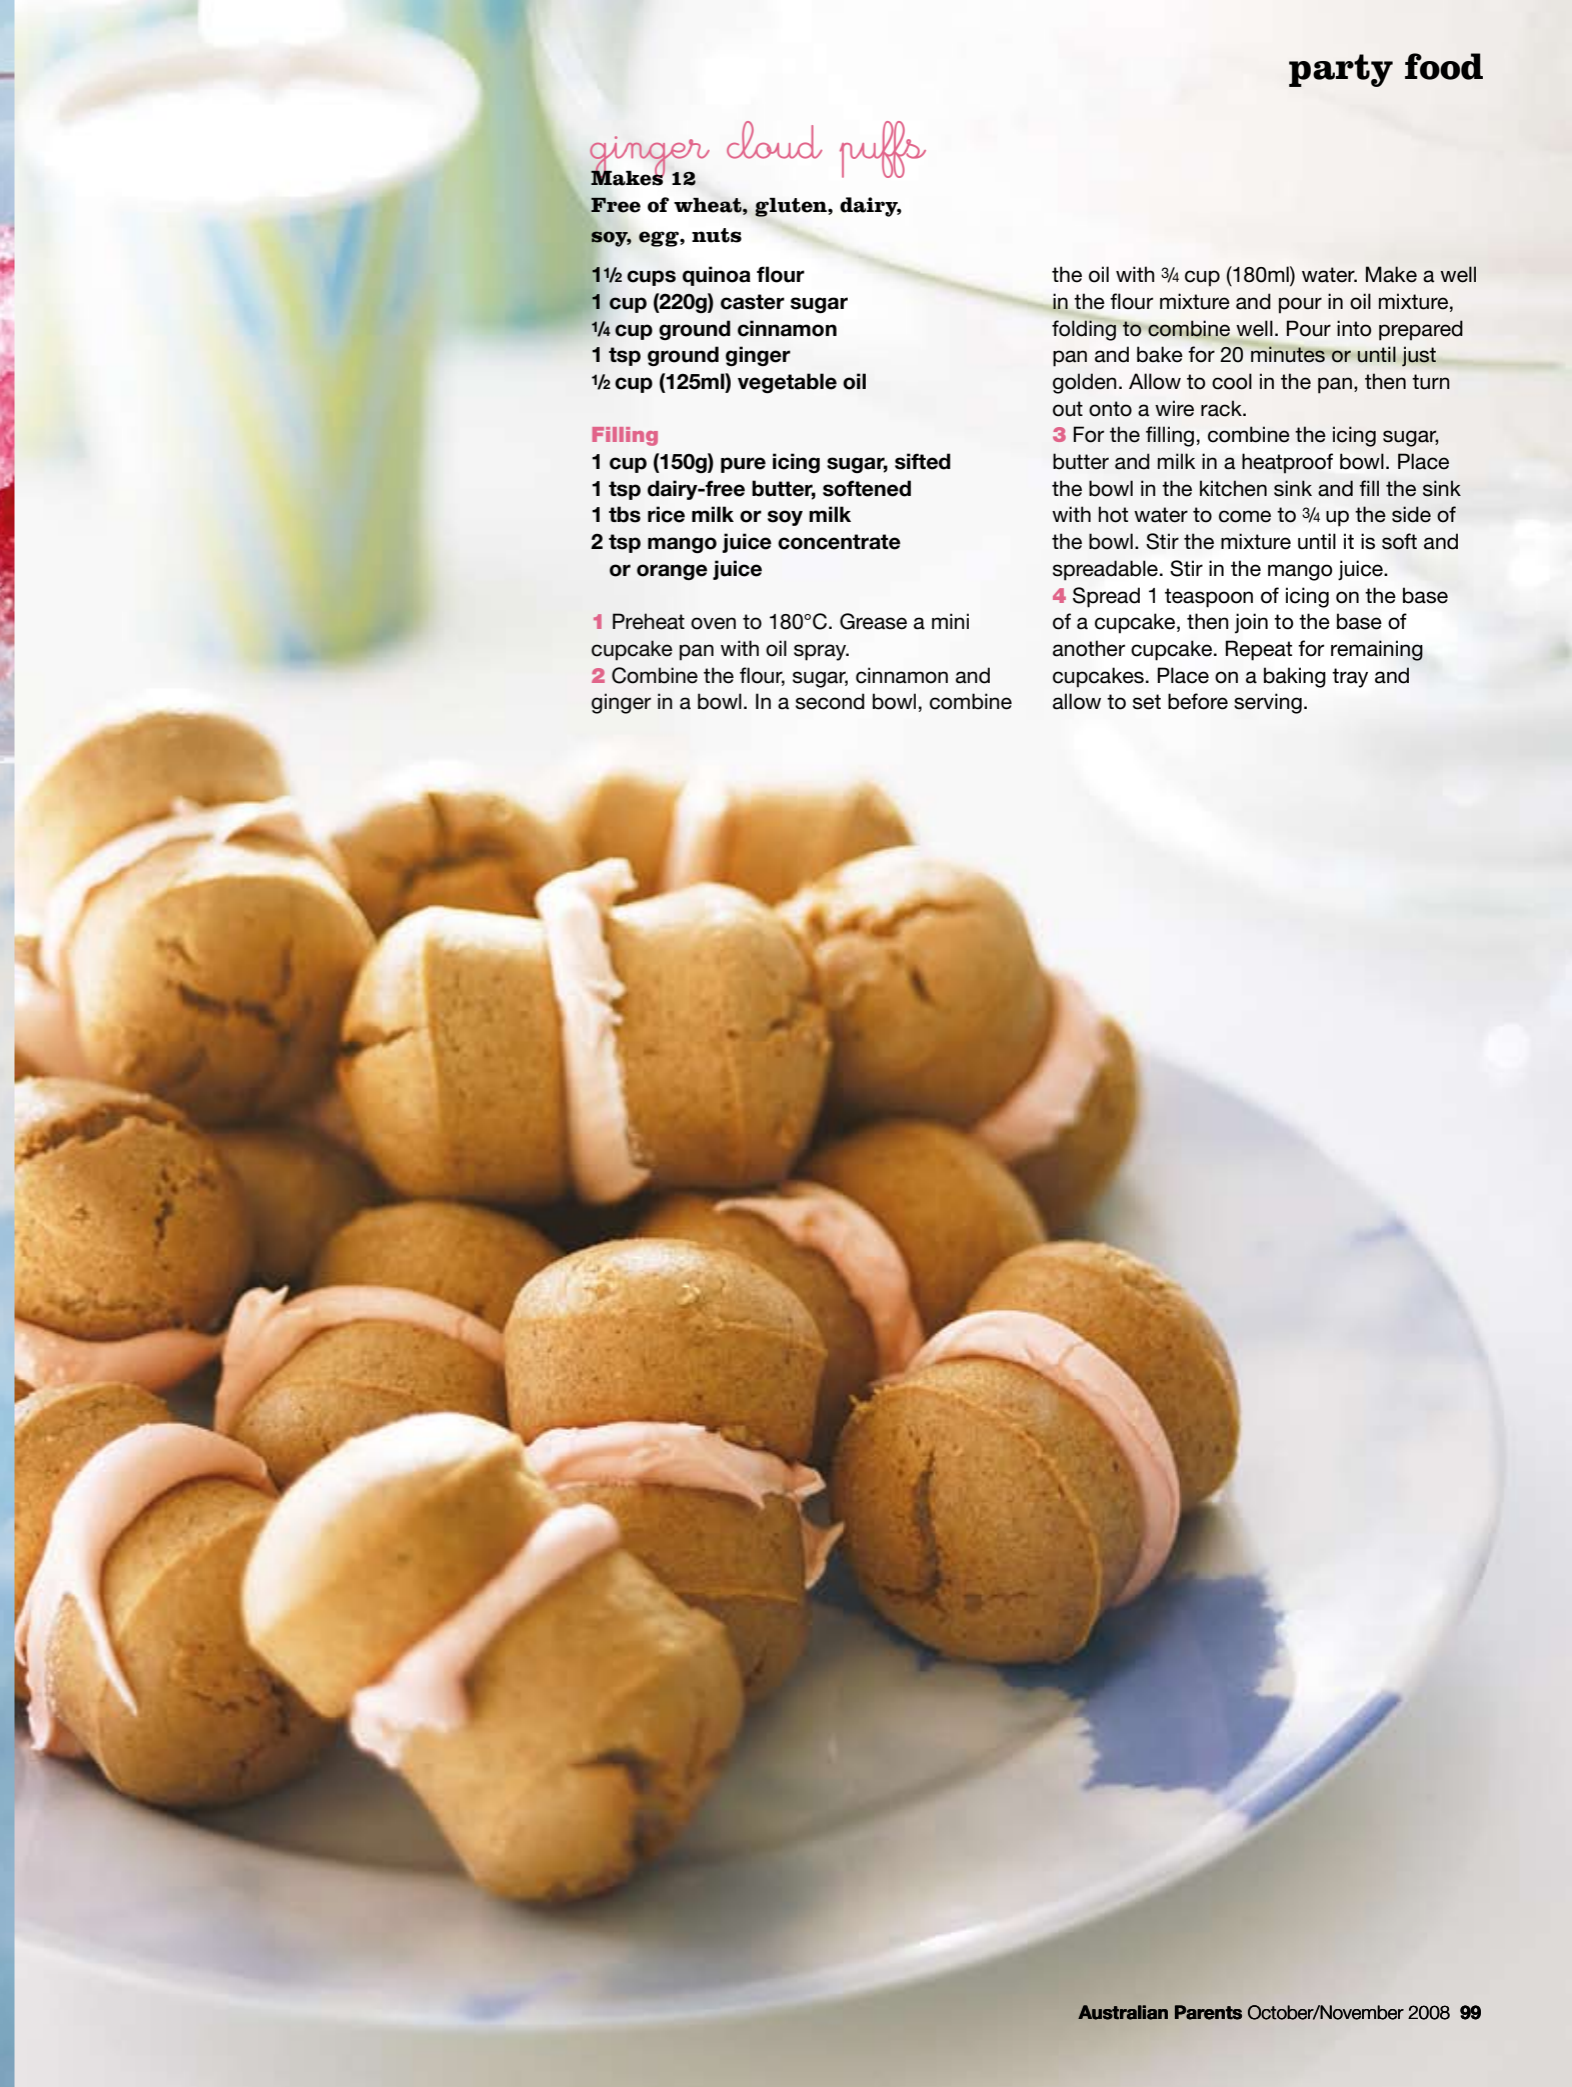 party food
ginger cloud puffs
Makes 12
Free of wheat, gluten, dairy,
soy, egg, nuts
1½ cups quinoa flour
1 cup (220g) caster sugar
¼ cup ground cinnamon
1 tsp ground ginger
½ cup (125ml) vegetable oil
Filling
1 cup (150g) pure icing sugar, sifted
1 tsp dairy-free butter, softened
1 tbs rice milk or soy milk
2 tsp mango juice concentrate
or orange juice
1 Preheat oven to 180°C. Grease a mini
cupcake pan with oil spray.
2 Combine the flour, sugar, cinnamon and
ginger in a bowl. In a second bowl, combine
the oil with ¾ cup (180ml) water. Make a well
in the flour mixture and pour in oil mixture,
folding to combine well. Pour into prepared
pan and bake for 20 minutes or until just
golden. Allow to cool in the pan, then turn
out onto a wire rack.
3 For the filling, combine the icing sugar,
butter and milk in a heatproof bowl. Place
the bowl in the kitchen sink and fill the sink
with hot water to come to ¾ up the side of
the bowl. Stir the mixture until it is soft and
spreadable. Stir in the mango juice.
4 Spread 1 teaspoon of icing on the base
of a cupcake, then join to the base of
another cupcake. Repeat for remaining
cupcakes. Place on a baking tray and
allow to set before serving.
Australian Parents October/November 2008 99